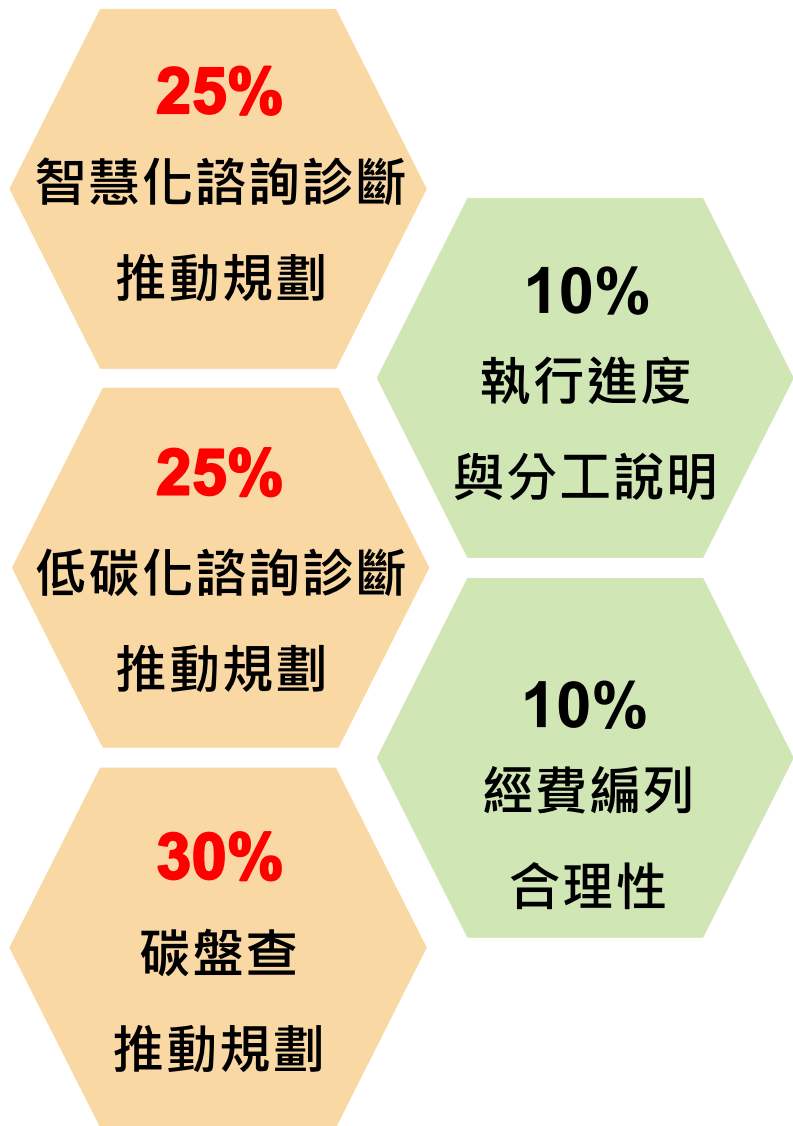 25%
智慧化諮詢診斷
推動規劃
25%
低碳化諮詢診斷
推動規劃
30%
碳盤查
推動規劃
10%
執行進度
與分工說明
10%
經費編列
合理性